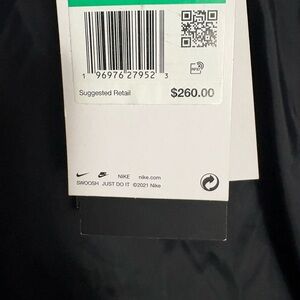 1 96976 27952 3
Suggested Retail $260.00
NIKE nike.com
SWOOSH JUST DO IT ©2021 Nike